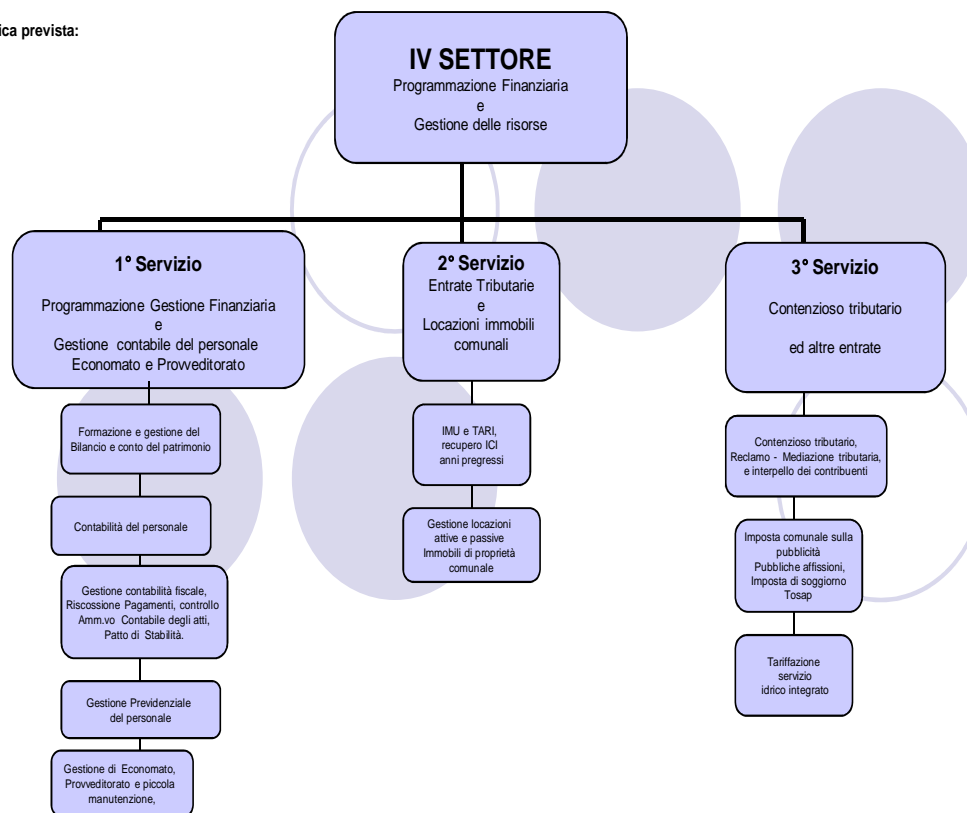 ica prevista:
IV SETTORE
Programmazione Finanziaria
e
Gestione delle risorse
1° Servizio
Programmazione Gestione Finanziaria
e
Gestione contabile del personale
Economato e Provveditorato
Formazione e gestione del
Bilancio e conto del patrimonio
Contabilità del personale
Gestione contabilità fiscale,
Riscossione Pagamenti, controllo
Amm.vo Contabile degli atti,
Patto di Stabilità.
Gestione Previdenziale
del personale
Gestione di Economato,
Provveditorato e piccola
manutenzione,
2° Servizio
Entrate Tributarie
e
Locazioni immobili
comunali
IMU e TARI,
recupero ICI
anni pregressi
Gestione locazioni
attive e passive
Immobili di proprietà
comunale
3° Servizio
Contenzioso tributario
ed altre entrate
Contenzioso tributario,
Reclamo - Mediazione tributaria,
e interpello dei contribuenti
Imposta comunale sulla
pubblicità
Pubbliche affissioni,
Imposta di soggiorno
Tosap
Tariffazione
servizio
idrico integrato